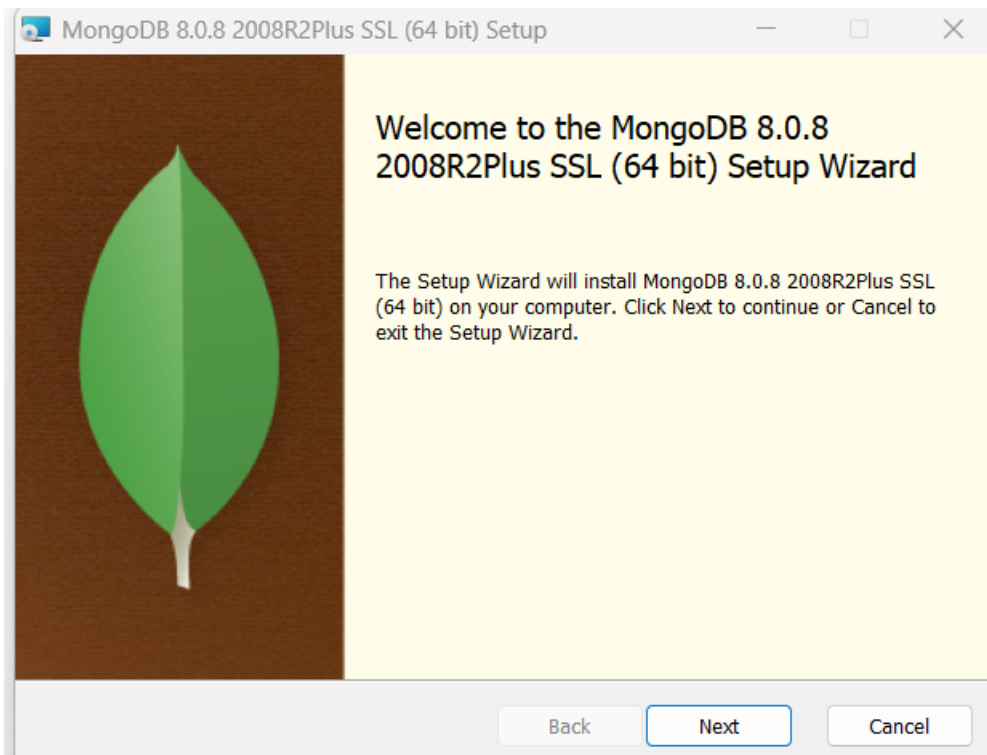 MongoDB 8.0.8 2008R2Plus SSL (64 bit) Setup
Welcome to the MongoDB 8.0.8
2008R2Plus SSL (64 bit) Setup Wizard
The Setup Wizard will install MongoDB 8.0.8 2008R2Plus SSL
(64 bit) on your computer. Click Next to continue or Cancel to
exit the Setup Wizard.
Back Next Cancel